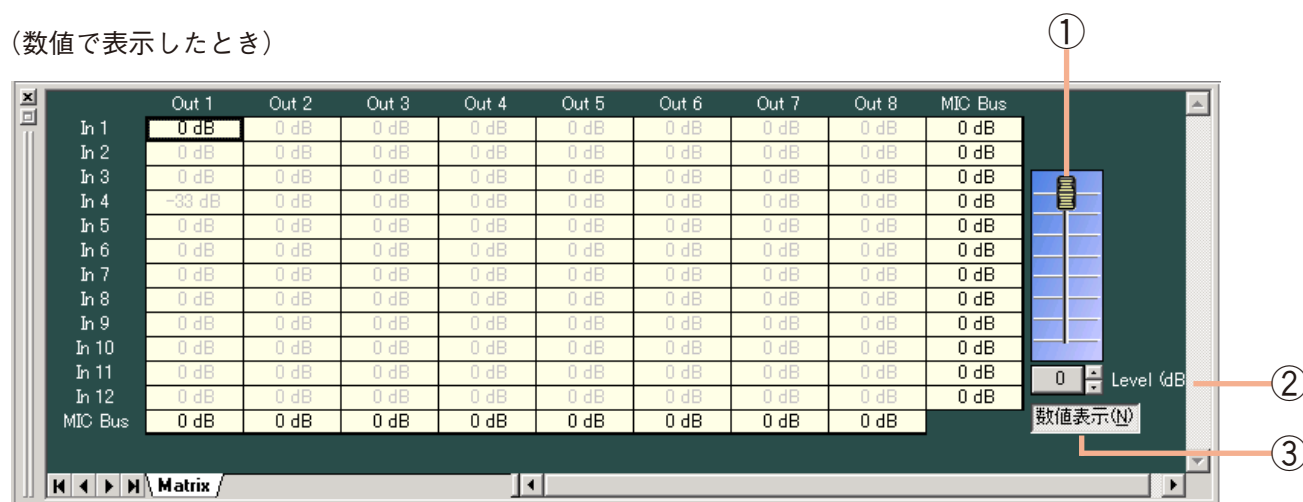 (数値で表示したとき)
①
Out 1 Out 2 Out 3 Out 4 Out 5 Out 6 Out 7 Out 8 MIC Bus
In 1 0 dB 0 dB 0 dB 0 dB 0 dB 0 dB 0 dB 0 dB 0 dB
In 2 0 dB 0 dB 0 dB 0 dB 0 dB 0 dB 0 dB 0 dB 0 dB
In 3 0 dB 0 dB 0 dB 0 dB 0 dB 0 dB 0 dB 0 dB 0 dB
In 4 -33 dB 0 dB 0 dB 0 dB 0 dB 0 dB 0 dB 0 dB 0 dB
In 5 0 dB 0 dB 0 dB 0 dB 0 dB 0 dB 0 dB 0 dB 0 dB
In 6 0 dB 0 dB 0 dB 0 dB 0 dB 0 dB 0 dB 0 dB 0 dB
In 7 0 dB 0 dB 0 dB 0 dB 0 dB 0 dB 0 dB 0 dB 0 dB
In 8 0 dB 0 dB 0 dB 0 dB 0 dB 0 dB 0 dB 0 dB 0 dB
In 9 0 dB 0 dB 0 dB 0 dB 0 dB 0 dB 0 dB 0 dB 0 dB
In 10 0 dB 0 dB 0 dB 0 dB 0 dB 0 dB 0 dB 0 dB 0 dB
In 11 0 dB 0 dB 0 dB 0 dB 0 dB 0 dB 0 dB 0 dB 0 dB
In 12 0 dB 0 dB 0 dB 0 dB 0 dB 0 dB 0 dB 0 dB 0 dB
MIC Bus 0 dB 0 dB 0 dB 0 dB 0 dB 0 dB 0 dB 0 dB
0 Level (dB
②
数値表示(N)
③
Matrix